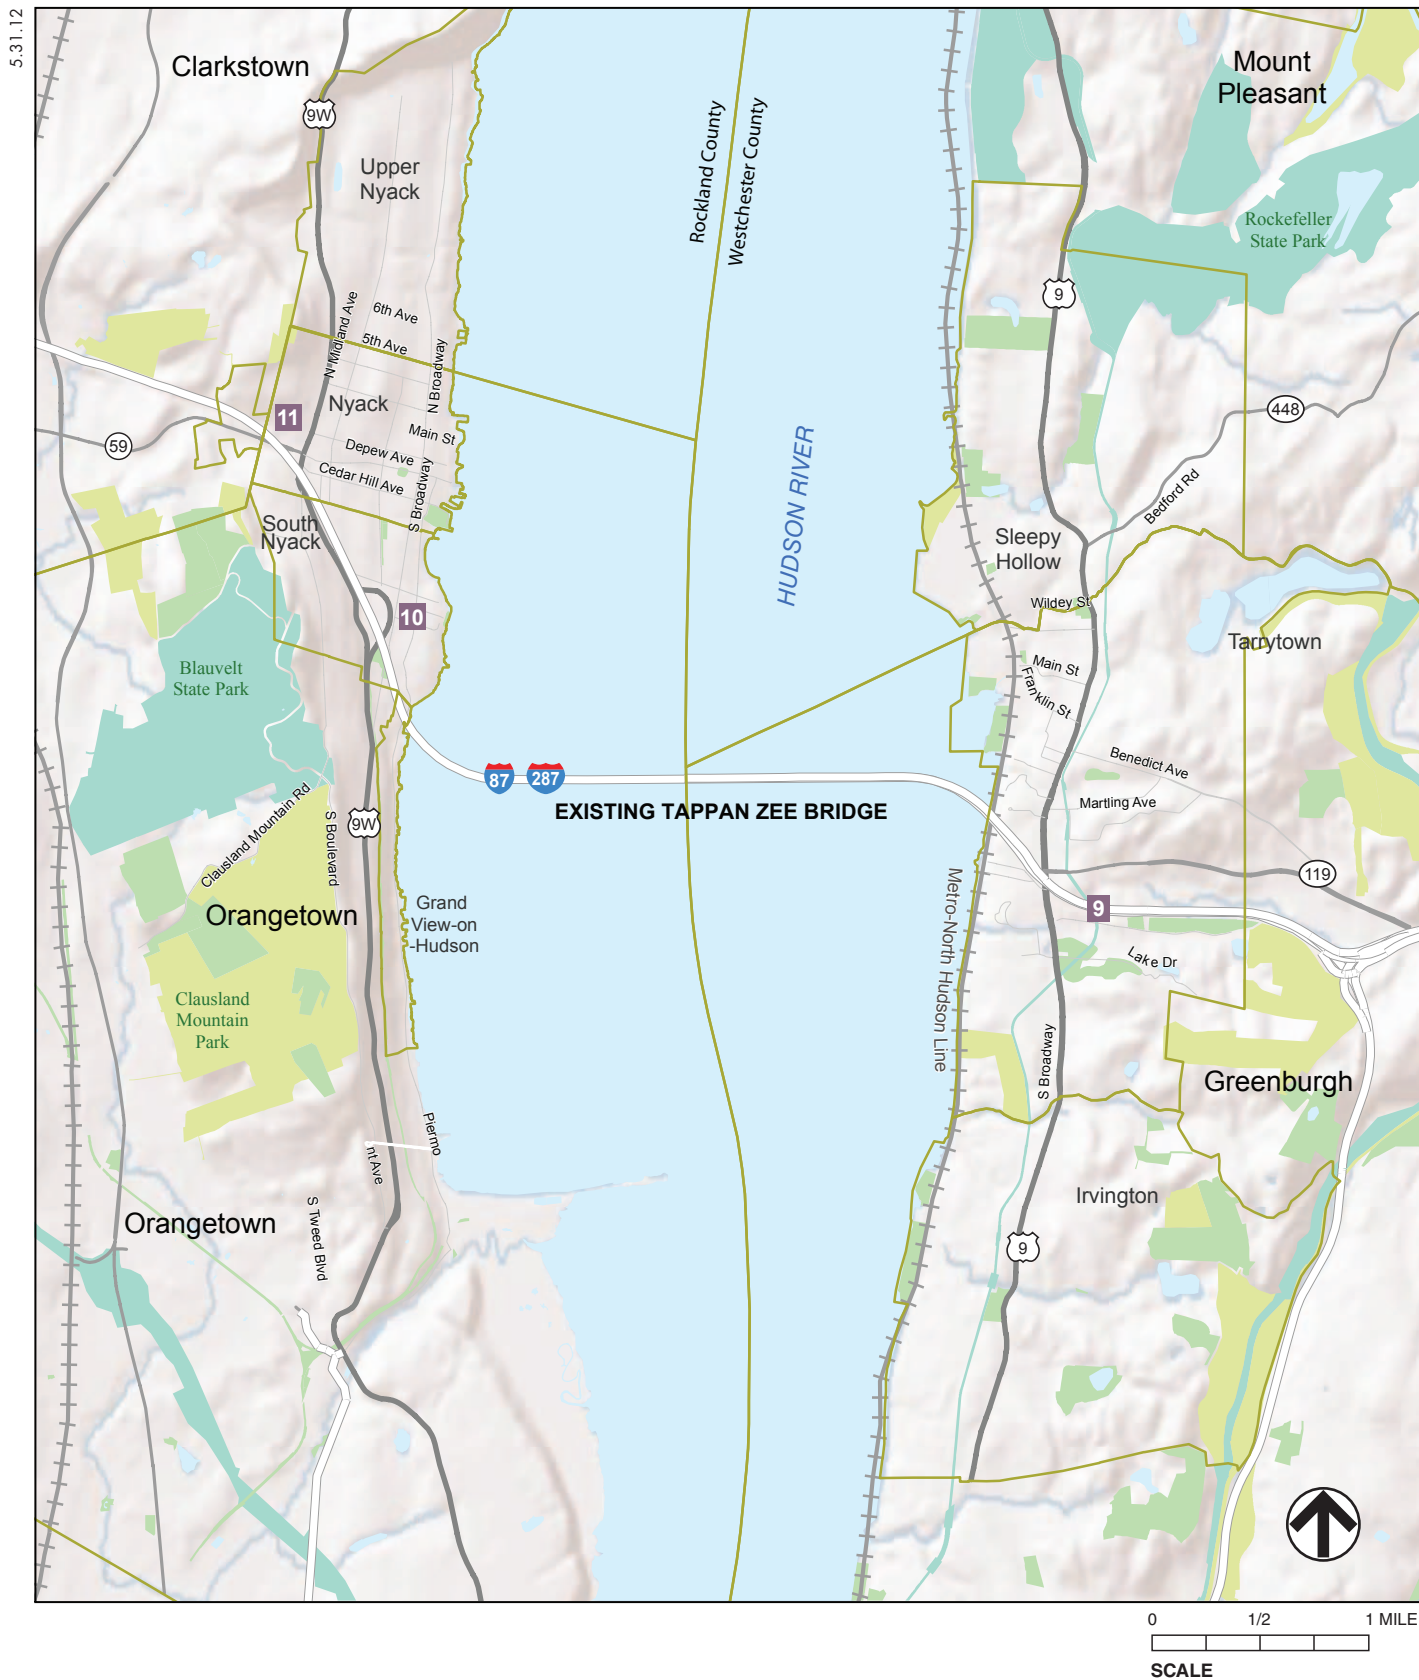 5.31.12
Clarkstown
Mount
Pleasant
9W
Rockland County
Westchester County
Upper
Nyack
Rockefeller
State Park
9
6th Ave
5th Ave
N Midland Ave
N Broadway
Nyack
11
448
59
Main St
Depew Ave
Cedar Hill Ave
S Broadway
HUDSON RIVER
Bedford Rd
South
Nyack
Sleepy
Hollow
10
Wildey St
Tarrytown
Blauvelt
State Park
Main St
Franklin St
Benedict Ave
87
287
EXISTING TAPPAN ZEE BRIDGE
Martling Ave
Clausland Mountain Rd
S Boulevard
9W
119
Metro-North Hudson Line
Orangetown
Grand
View-on
-Hudson
9
Lake Dr
Clausland
Mountain
Park
S Broadway
Greenburgh
Piermo
nt Ave
Irvington
Orangetown
S Tweed Blvd
9
0 1/2 1 MILE
SCALE